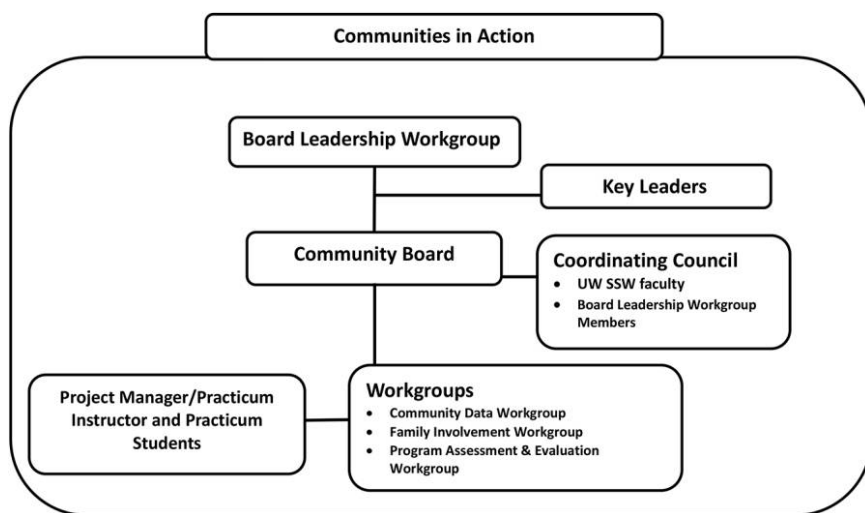 Communities in Action
Board Leadership Workgroup
Key Leaders
Community Board
Coordinating Council
• UW SSW faculty
• Board Leadership Workgroup
Members
Project Manager/Practicum
Instructor and Practicum
Students
Workgroups
• Community Data Workgroup
• Family Involvement Workgroup
• Program Assessment & Evaluation
Workgroup